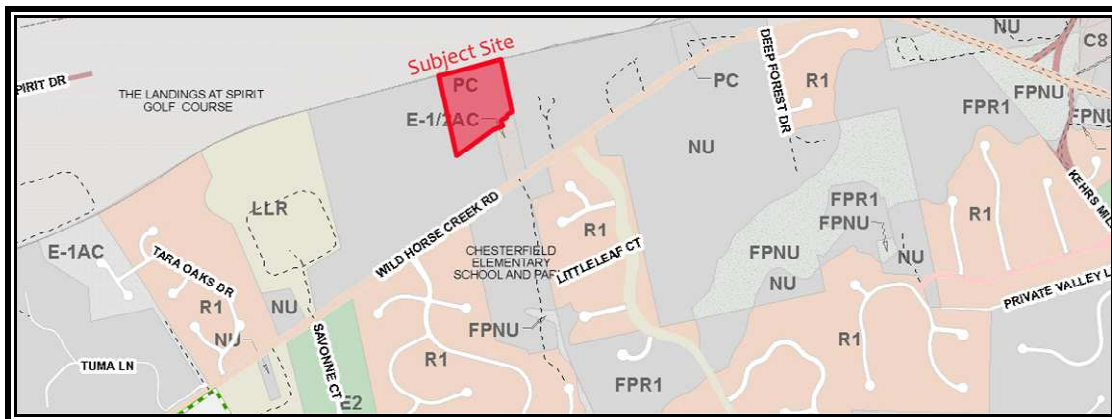 NU
C8
Subject Site
DEEP FOREST DR
PC
PC
R1
FPR1
FPNU
FPNU
THE LANDINGS AT SPIRIT
GOLF COURSE
E-1/2AC
NU
KEHRS MIL
FPR1
FPNU
R1
LLR
WILD HORSE CREEK RD
R1
E-1AC
TARA OAKS DR
CHESTERFIELD
ELEMENTARY
SCHOOL AND PAR
LITTLELEAF CT
FPNU
NU
NU
PRIVATE VALLEY L
R1
NU
NU
SAVONNE CT
FPNU
R1
R1
TUMA LN
FPR1
E2